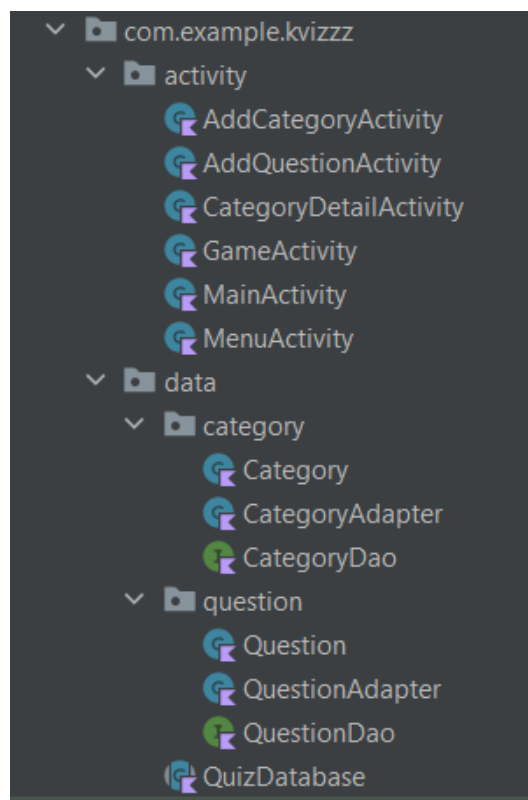 com.example.kvizzz
activity
AddCategoryActivity
AddQuestionActivity
CategoryDetailActivity
GameActivity
MainActivity
MenuActivity
data
category
Category
CategoryAdapter
CategoryDao
question
Question
QuestionAdapter
QuestionDao
QuizDatabase